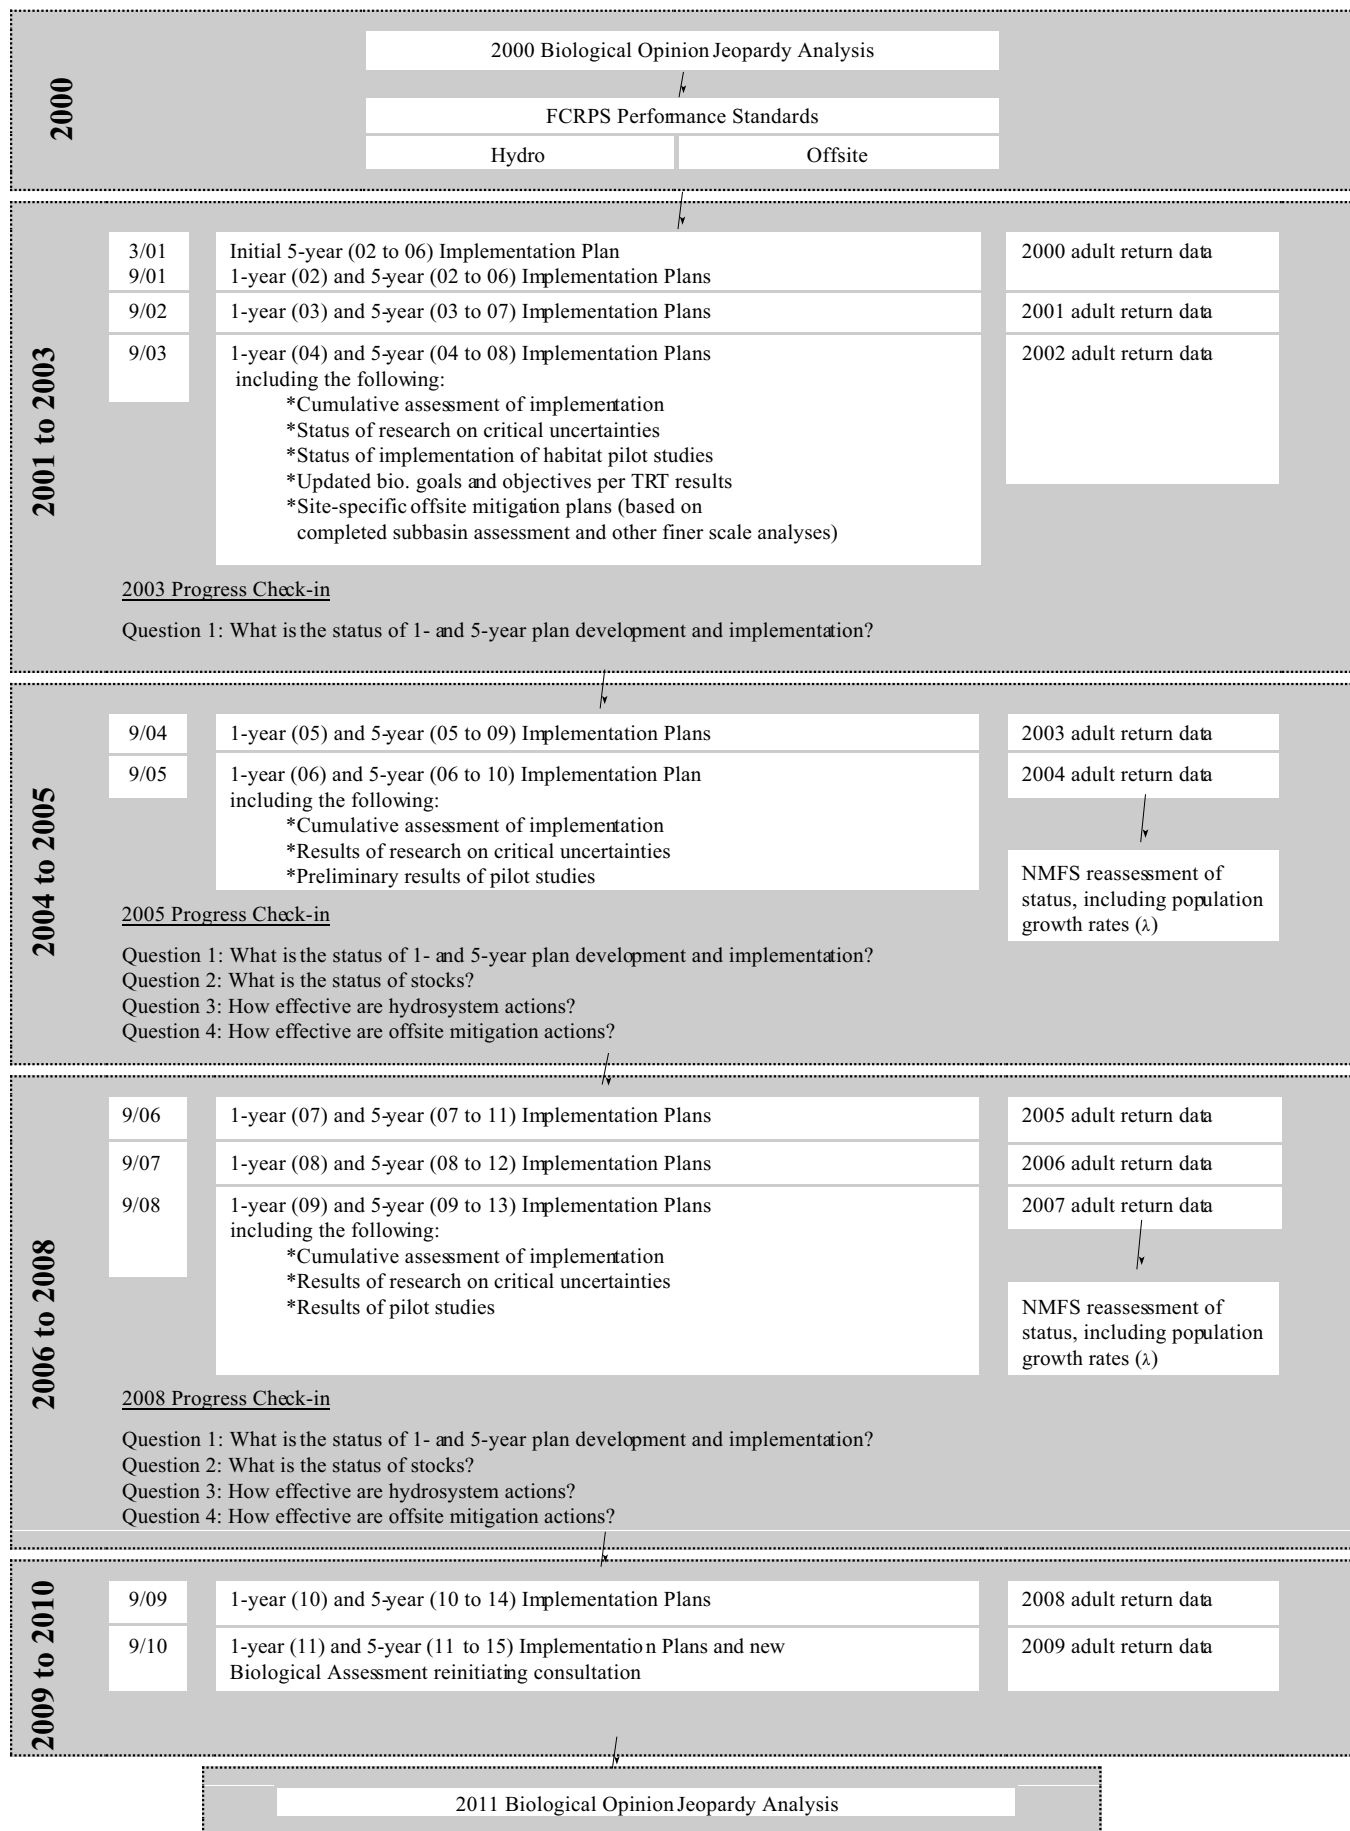 2000
2000 Biological Opinion Jeopardy Analysis
FCRPS Performance Standards
Hydro
Offsite
2001 to 2003
3/01
Initial 5-year (02 to 06) Implementation Plan
2000 adult return data
9/01
1-year (02) and 5-year (02 to 06) Implementation Plans
9/02
1-year (03) and 5-year (03 to 07) Implementation Plans
2001 adult return data
9/03
1-year (04) and 5-year (04 to 08) Implementation Plans
2002 adult return data
including the following:
*Cumulative assessment of implementation
*Status of research on critical uncertainties
*Status of implementation of habitat pilot studies
*Updated bio. goals and objectives per TRT results
*Site-specific offsite mitigation plans (based on
completed subbasin assessment and other finer scale analyses)
2003 Progress Check-in
Question 1: What is the status of 1- and 5-year plan development and implementation?
2004 to 2005
9/04
1-year (05) and 5-year (05 to 09) Implementation Plans
2003 adult return data
9/05
1-year (06) and 5-year (06 to 10) Implementation Plan
2004 adult return data
including the following:
*Cumulative assessment of implementation
*Results of research on critical uncertainties
*Preliminary results of pilot studies
NMFS reassessment of
status, including population
growth rates (λ)
2005 Progress Check-in
Question 1: What is the status of 1- and 5-year plan development and implementation?
Question 2: What is the status of stocks?
Question 3: How effective are hydrosystem actions?
Question 4: How effective are offsite mitigation actions?
2006 to 2008
9/06
1-year (07) and 5-year (07 to 11) Implementation Plans
2005 adult return data
9/07
1-year (08) and 5-year (08 to 12) Implementation Plans
2006 adult return data
9/08
1-year (09) and 5-year (09 to 13) Implementation Plans
2007 adult return data
including the following:
*Cumulative assessment of implementation
*Results of research on critical uncertainties
*Results of pilot studies
NMFS reassessment of
status, including population
growth rates (λ)
2008 Progress Check-in
Question 1: What is the status of 1- and 5-year plan development and implementation?
Question 2: What is the status of stocks?
Question 3: How effective are hydrosystem actions?
Question 4: How effective are offsite mitigation actions?
2009 to 2010
9/09
1-year (10) and 5-year (10 to 14) Implementation Plans
2008 adult return data
9/10
1-year (11) and 5-year (11 to 15) Implementation Plans and new
2009 adult return data
Biological Assessment reinitiating consultation
2011 Biological Opinion Jeopardy Analysis